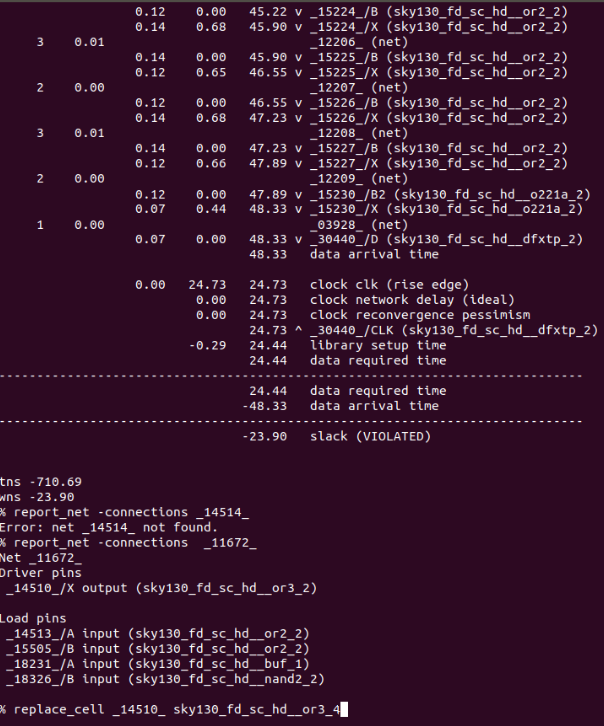 0.12 0.00 45.22 v _15224_/B (sky130_fd_sc_hd__or2_2)
0.14 0.68 45.90 v _15224_/X (sky130_fd_sc_hd__or2_2)
3 0.01 _12206_ (net)
0.14 0.00 45.90 v _15225_/B (sky130_fd_sc_hd__or2_2)
0.12 0.65 46.55 v _15225_/X (sky130_fd_sc_hd__or2_2)
2 0.00 _12207_ (net)
0.12 0.00 46.55 v _15226_/B (sky130_fd_sc_hd__or2_2)
0.14 0.68 47.23 v _15226_/X (sky130_fd_sc_hd__or2_2)
3 0.01 _12208_ (net)
0.14 0.00 47.23 v _15227_/B (sky130_fd_sc_hd__or2_2)
0.12 0.66 47.89 v _15227_/X (sky130_fd_sc_hd__or2_2)
2 0.00 _12209_ (net)
0.12 0.00 47.89 v _15230_/B2 (sky130_fd_sc_hd__o221a_2)
0.07 0.44 48.33 v _15230_/X (sky130_fd_sc_hd__o221a_2)
1 0.00 _03928_ (net)
0.07 0.00 48.33 v _30440_/D (sky130_fd_sc_hd__dfxtp_2)
48.33 data arrival time
0.00 24.73 24.73 clock clk (rise edge)
0.00 24.73 clock network delay (ideal)
0.00 24.73 clock reconvergence pessimism
24.73 ^ _30440_/CLK (sky130_fd_sc_hd__dfxtp_2)
-0.29 24.44 library setup time
24.44 data required time
---------------------------------------------------------------------------
24.44 data required time
-48.33 data arrival time
---------------------------------------------------------------------------
-23.90 slack (VIOLATED)
tns -710.69
wns -23.90
% report_net -connections _14514_
Error: net _14514_ not found.
% report_net -connections  _11672_
Net _11672_
Driver pins
_14510_/X output (sky130_fd_sc_hd__or3_2)
Load pins
_14513_/A input (sky130_fd_sc_hd__or2_2)
_15505_/B input (sky130_fd_sc_hd__or2_2)
_18231_/A input (sky130_fd_sc_hd__buf_1)
_18326_/B input (sky130_fd_sc_hd__nand2_2)
% replace_cell _14510_ sky130_fd_sc_hd__or3_4